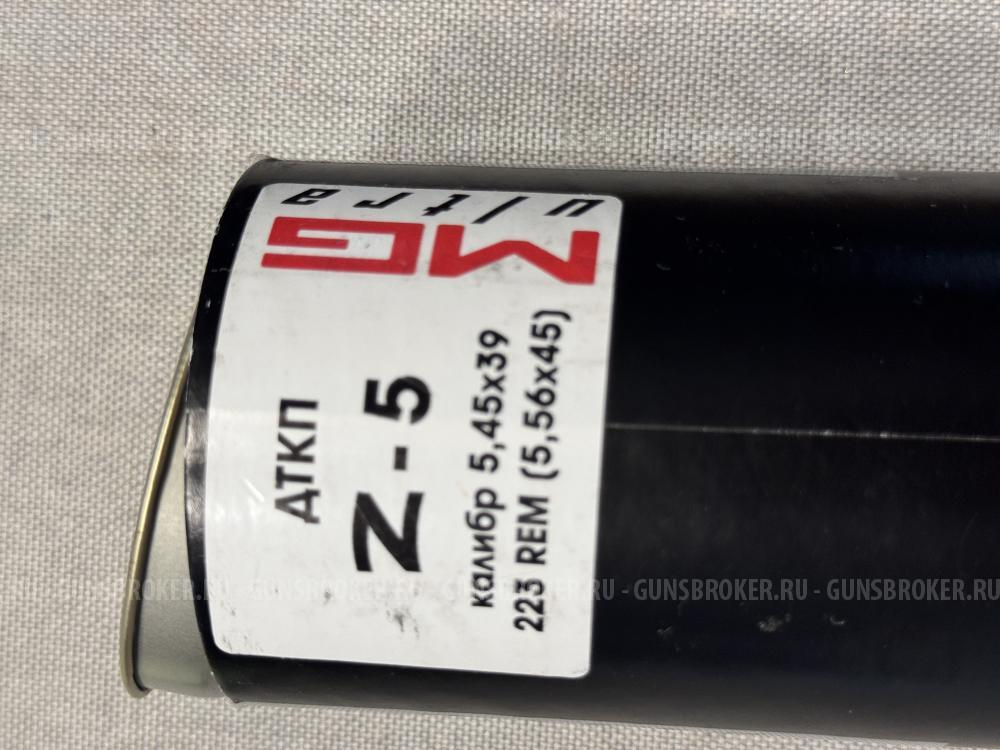 ultra
MG
ДТКП
Z-5
калибр 5,45x39
223 REM (5,56x45)
GUNSBROKER.RU - GUNSBROKER.RU - GUNSBROKER.RU - GUNSBROKER.RU - GUNSBROKER.RU